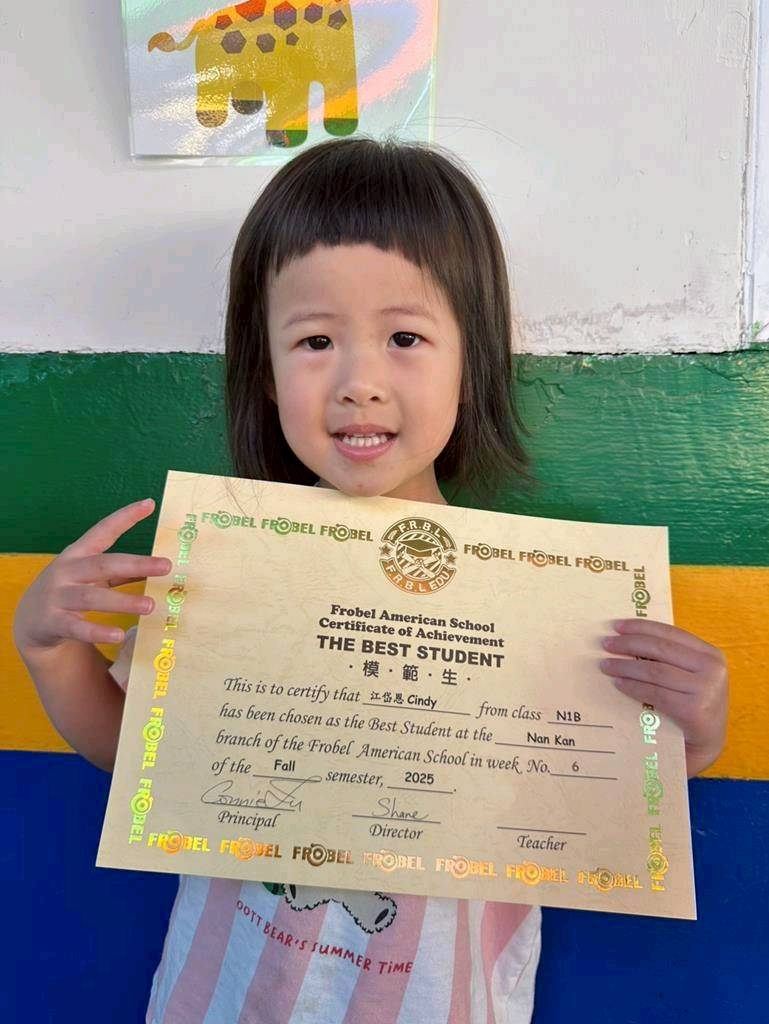 FROBEL FROBEL FROBEL
F.R.B.L
F.R.B.L EDU
FROBEL FROBEL FROBEL
Frobel American School
Certificate of Achievement
THE BEST STUDENT
·模·範·生·
This is to certify that 江岱恩 Cindy from class N1B
has been chosen as the Best Student at the Nan Kan
branch of the Frobel American School in week No. 6
of the Fall semester, 2025.
Connie Fu Shane
Principal Director Teacher
FROBEL FROBEL FROBEL FROBEL FROBEL FROBEL FROBEL
BEAR'S SUMMER TIME